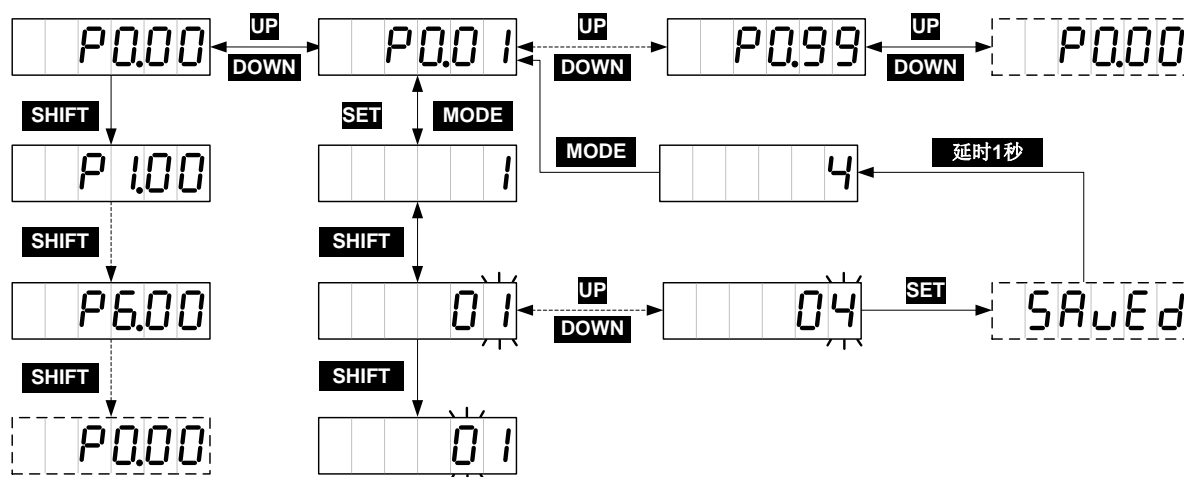 UP UP UP
P0.00 P0.01 P0.99 P0.00
DOWN DOWN DOWN
SHIFT SET MODE
MODE 延时1秒
P1.00 1 4
SHIFT SHIFT
UP SET
P6.00 01 04 SAvEd
DOWN
SHIFT SHIFT
P0.00 01